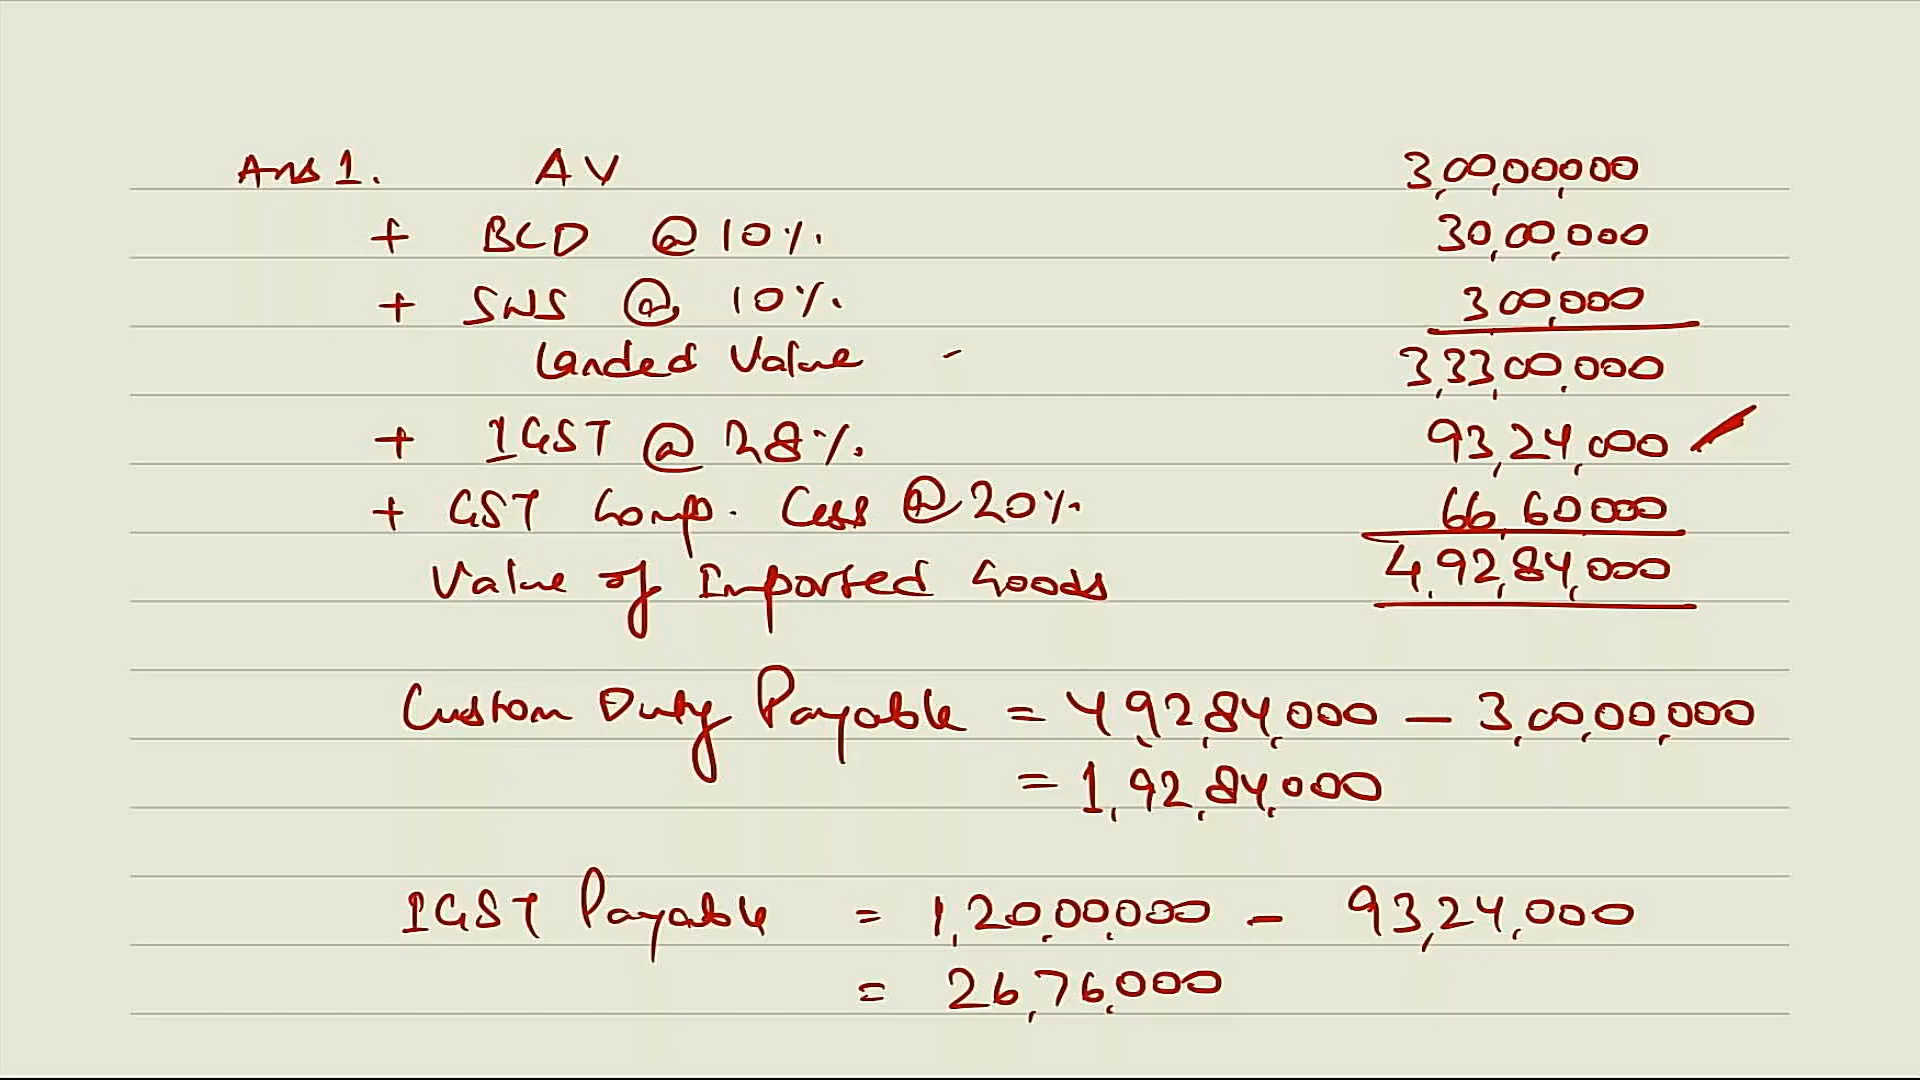 Ans 1. AV 3,00,00,000
+ BCD @ 10% 30,00,000
+ SWS @ 10% 3 00,000
Landed Value - 3,33,00,000
+ IGST @ 28% 93,24,000
+ GST Comp. Cess @ 20% 66,60000
Value of Imported Goods 4,92,84,000
Custom Duty Payable = 4,92,84,000 - 3,00,00,000
= 1,92,84,000
IGST Payable = 1,20,00,000 - 93,24,000
= 26,76,000